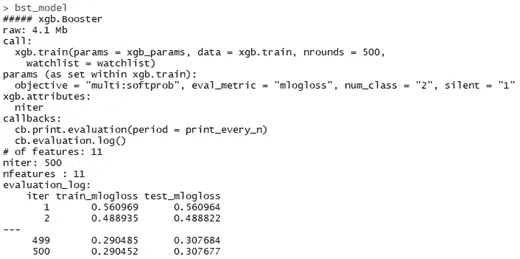 > bst_model
##### xgb.Booster
raw: 4.1 Mb
call:
  xgb.train(params = xgb_params, data = xgb.train, nrounds = 500,
    watchlist = watchlist)
params (as set within xgb.train):
  objective = "multi:softprob", eval_metric = "mlogloss", num_class = "2", silent = "1"
xgb.attributes:
  niter
callbacks:
  cb.print.evaluation(period = print_every_n)
  cb.evaluation.log()
# of features: 11
niter: 500
nfeatures : 11
evaluation_log:
    iter train_mlogloss test_mlogloss
       1       0.560969      0.560964
       2       0.488935      0.488822
---
     499       0.290485      0.307684
     500       0.290452      0.307677